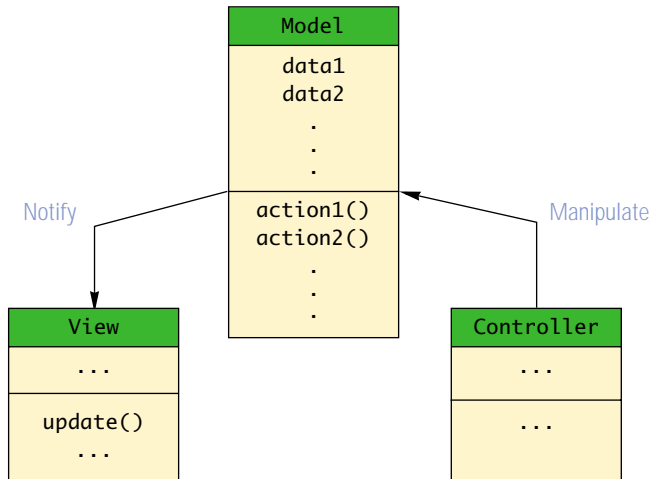 Model
data1
data2
.
.
.
Notify
action1()
action2()
.
.
.
Manipulate
View
...
update()
...
Controller
...
...